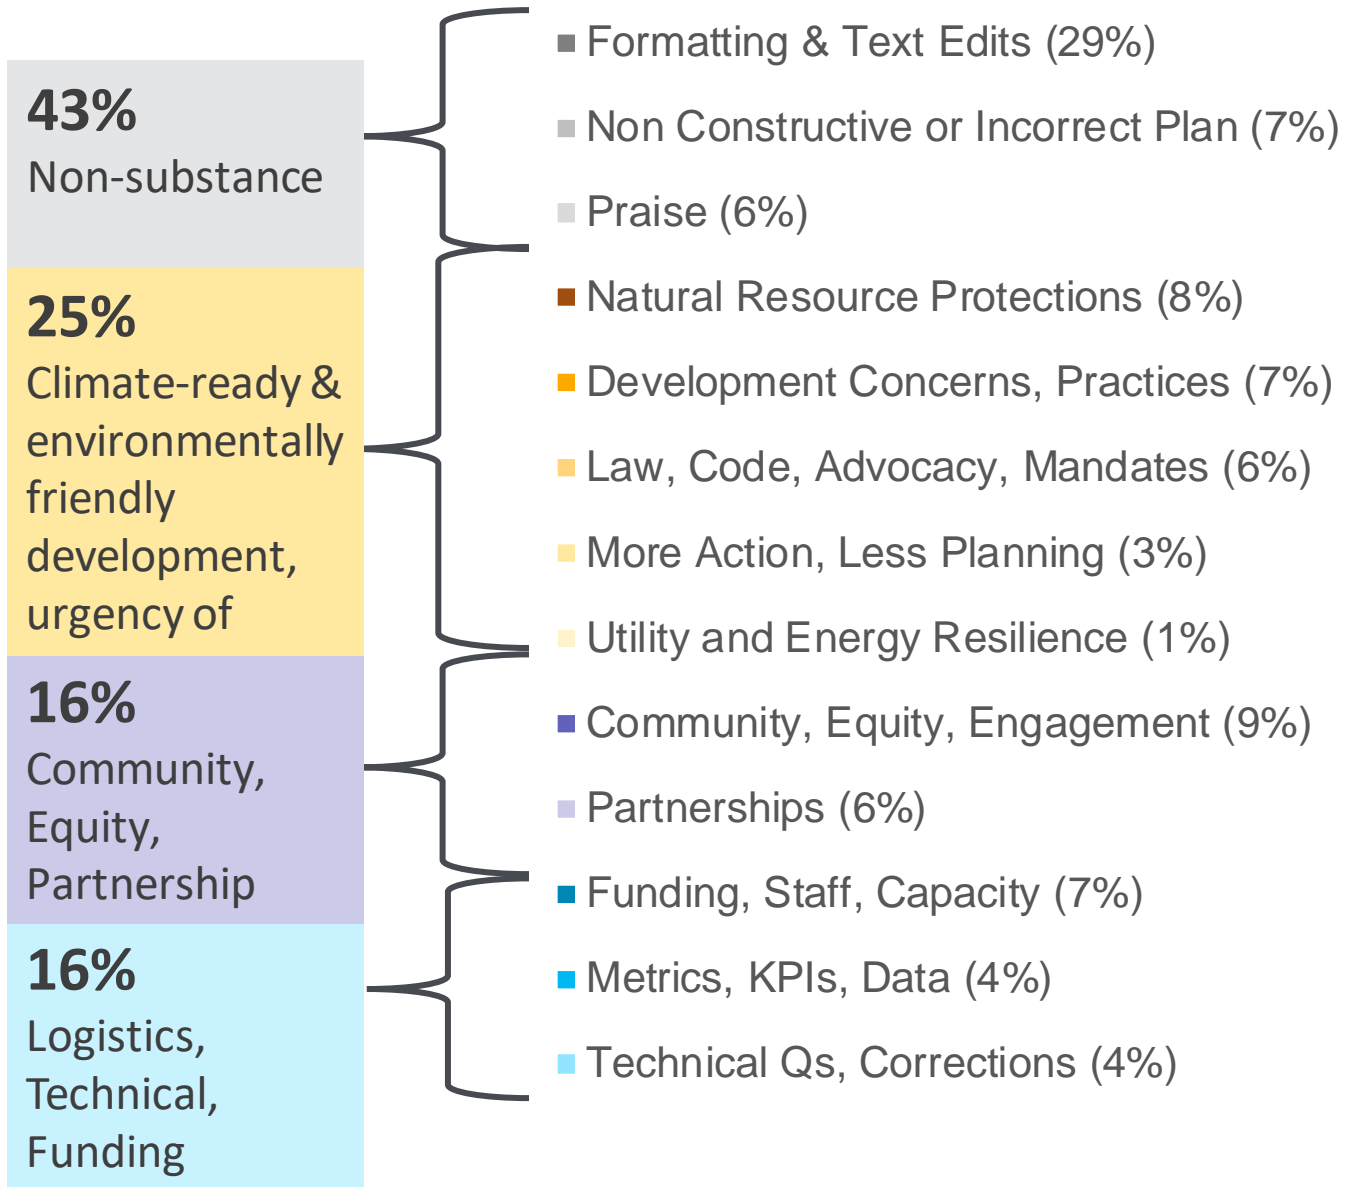 43%
Non-substance
25%
Climate-ready &
environmentally
friendly
development,
urgency of
16%
Community,
Equity,
Partnership
16%
Logistics,
Technical,
Funding
Formatting & Text Edits (29%)
Non Constructive or Incorrect Plan (7%)
Praise (6%)
Natural Resource Protections (8%)
Development Concerns, Practices (7%)
Law, Code, Advocacy, Mandates (6%)
More Action, Less Planning (3%)
Utility and Energy Resilience (1%)
Community, Equity, Engagement (9%)
Partnerships (6%)
Funding, Staff, Capacity (7%)
Metrics, KPIs, Data (4%)
Technical Qs, Corrections (4%)